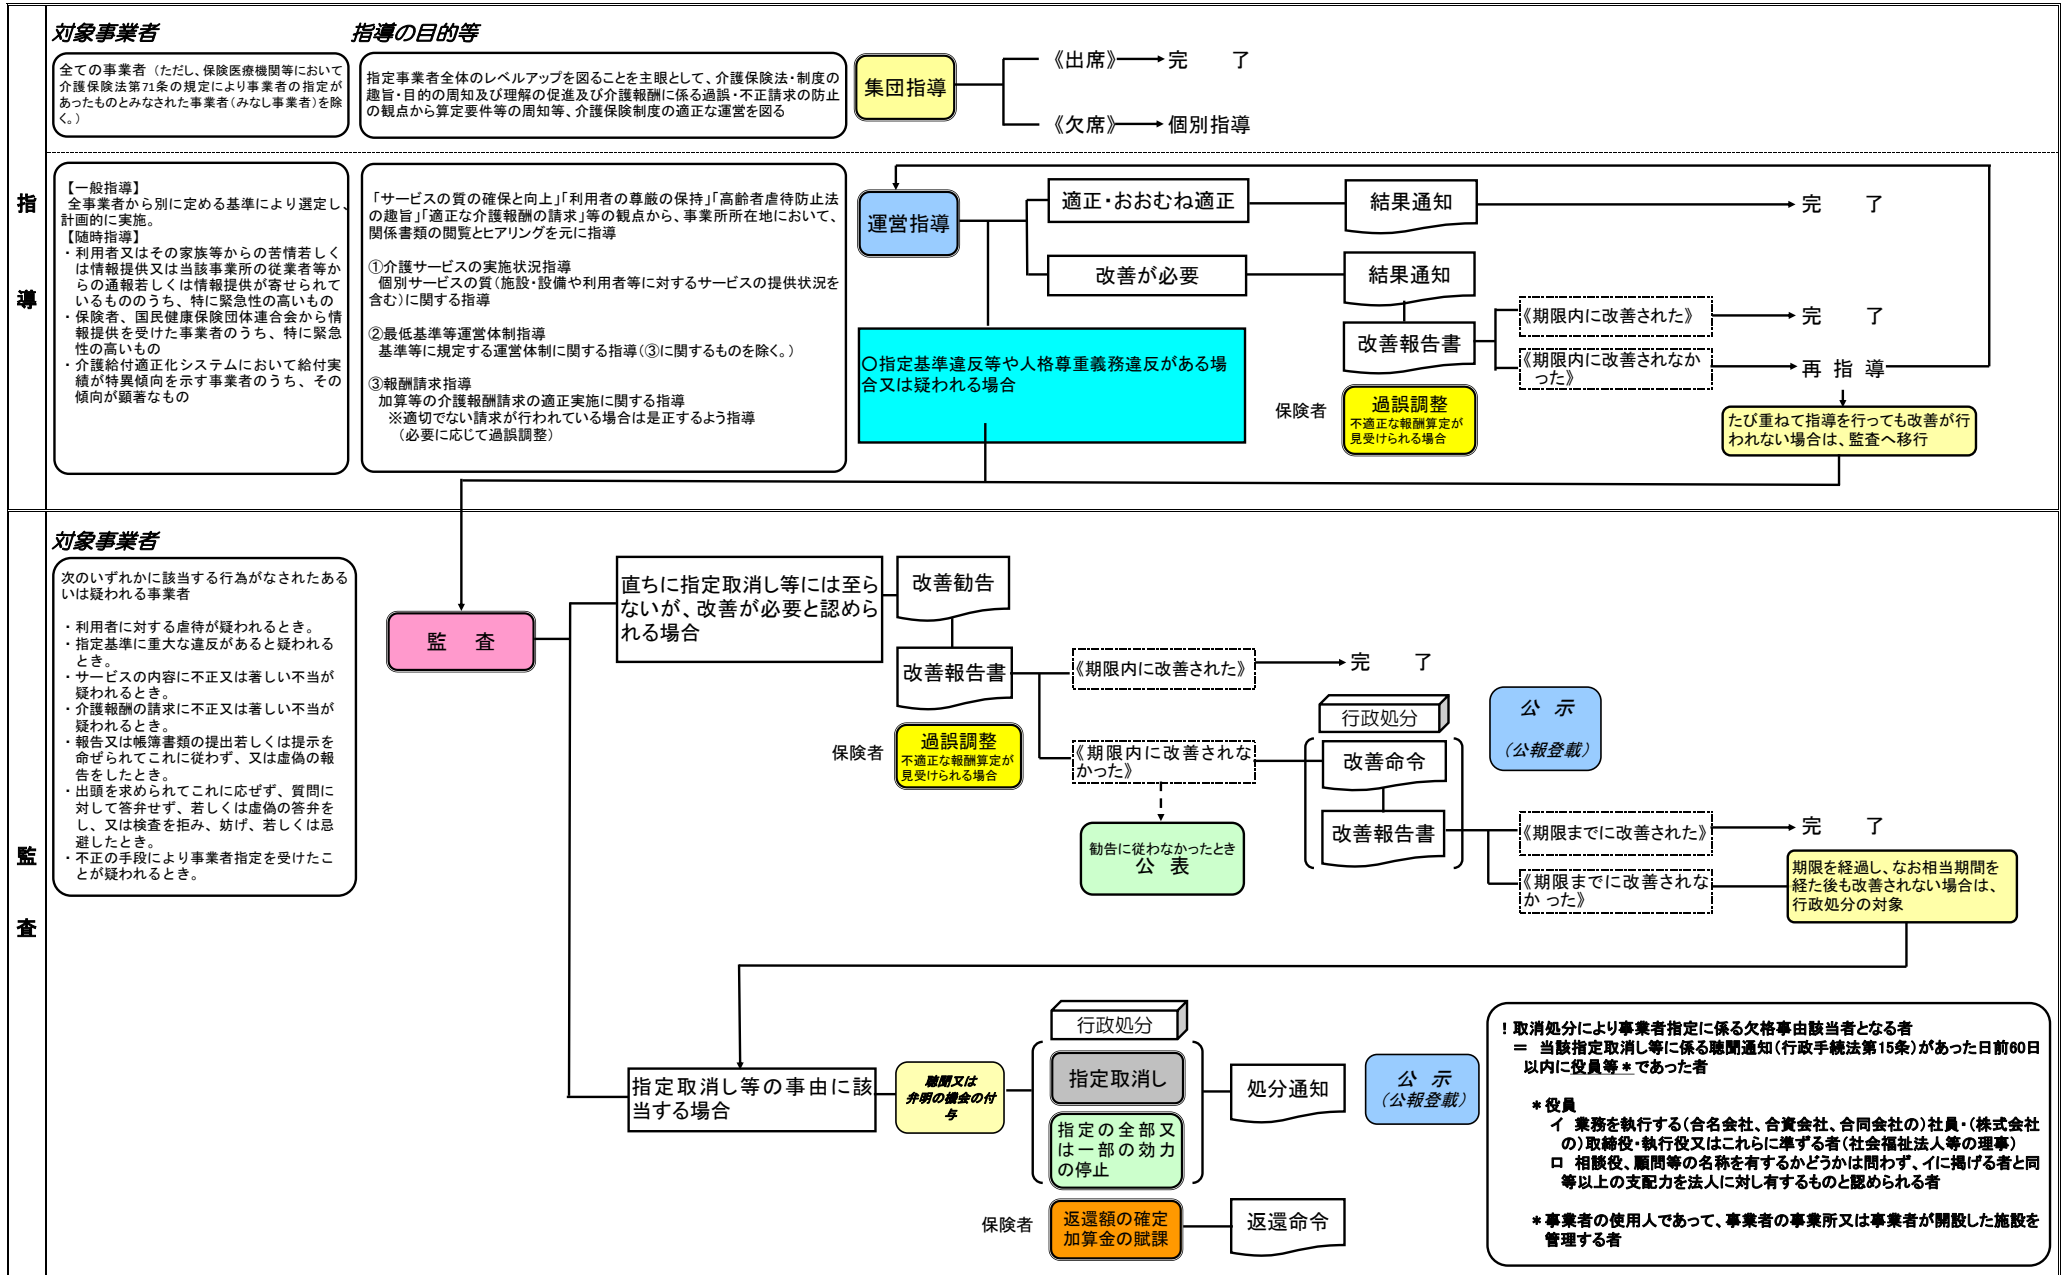 指導
対象事業者
指導の目的等
全ての事業者（ただし、保険医療機関等において
介護保険法第71条の規定により事業者の指定が
あったものとみなされた事業者（みなし事業者）を除
く。）
指定事業者全体のレベルアップを図ることを主眼として、介護保険法・制度の
趣旨・目的の周知及び理解の促進及び介護報酬に係る過誤・不正請求の防止
の観点から算定要件等の周知等、介護保険制度の適正な運営を図る
集団指導
《出席》
完　了
《欠席》
個別指導
【一般指導】
全事業者から別に定める基準により選定し、
計画的に実施。
【随時指導】
・利用者又はその家族等からの苦情若しく
は情報提供又は当該事業所の従業者等か
らの通報若しくは情報提供が寄せられて
いるもののうち、特に緊急性の高いもの
・保険者、国民健康保険団体連合会から情
報提供を受けた事業者のうち、特に緊急
性の高いもの
・介護給付適正化システムにおいて給付実
績が特異傾向を示す事業者のうち、その
傾向が顕著なもの
「サービスの質の確保と向上」「利用者の尊厳の保持」「高齢者虐待防止法
の趣旨」「適正な介護報酬の請求」等の観点から、事業所所在地において、
関係書類の閲覧とヒアリングを元に指導
①介護サービスの実施状況指導
個別サービスの質（施設・設備や利用者等に対するサービスの提供状況を
含む）に関する指導
②最低基準等運営体制指導
基準等に規定する運営体制に関する指導（③に関するものを除く。）
③報酬請求指導
加算等の介護報酬請求の適正実施に関する指導
※適切でない請求が行われている場合は是正するよう指導
（必要に応じて過誤調整）
運営指導
適正・おおむね適正
結果通知
完　了
改善が必要
結果通知
改善報告書
《期限内に改善された》
完　了
《期限内に改善されなか
った》
再 指 導
〇指定基準違反等や人格尊重義務違反がある場
合又は疑われる場合
保険者
過誤調整
不適正な報酬算定が
見受けられる場合
たび重ねて指導を行っても改善が行
われない場合は、監査へ移行
監査
対象事業者
次のいずれかに該当する行為がなされたある
いは疑われる事業者
・利用者に対する虐待が疑われるとき。
・指定基準に重大な違反があると疑われる
とき。
・サービスの内容に不正又は著しい不当が
疑われるとき。
・介護報酬の請求に不正又は著しい不当が
疑われるとき。
・報告又は帳簿書類の提出若しくは提示を
命ぜられてこれに従わず、又は虚偽の報
告をしたとき。
・出頭を求められてこれに応ぜず、質問に
対して答弁せず、若しくは虚偽の答弁を
し、又は検査を拒み、妨げ、若しくは忌
避したとき。
・不正の手段により事業者指定を受けたこ
とが疑われるとき。
監　査
直ちに指定取消し等には至ら
ないが、改善が必要と認めら
れる場合
改善勧告
改善報告書
《期限内に改善された》
完　了
保険者
過誤調整
不適正な報酬算定が
見受けられる場合
《期限内に改善されな
かった》
勧告に従わなかったとき
公 表
行政処分
改善命令
改善報告書
公 示
（公報登載）
《期限までに改善された》
完　了
《期限までに改善されな
か った》
期限を経過し、なお相当期間を
経た後も改善されない場合は、
行政処分の対象
指定取消し等の事由に該
当する場合
聴聞又は
弁明の機会の付
与
行政処分
指定取消し
指定の全部又
は一部の効力
の停止
処分通知
公 示
（公報登載）
保険者
返還額の確定
加算金の賦課
返還命令
！取消処分により事業者指定に係る欠格事由該当者となる者
＝ 当該指定取消し等に係る聴聞通知（行政手続法第15条）があった日前60日
以内に役員等＊であった者
＊役員
イ 業務を執行する（合名会社、合資会社、合同会社の）社員・（株式会社
の）取締役・執行役又はこれらに準ずる者（社会福祉法人等の理事）
ロ 相談役、顧問等の名称を有するかどうかは問わず、イに掲げる者と同
等以上の支配力を法人に対し有するものと認められる者
＊事業者の使用人であって、事業者の事業所又は事業者が開設した施設を
管理する者